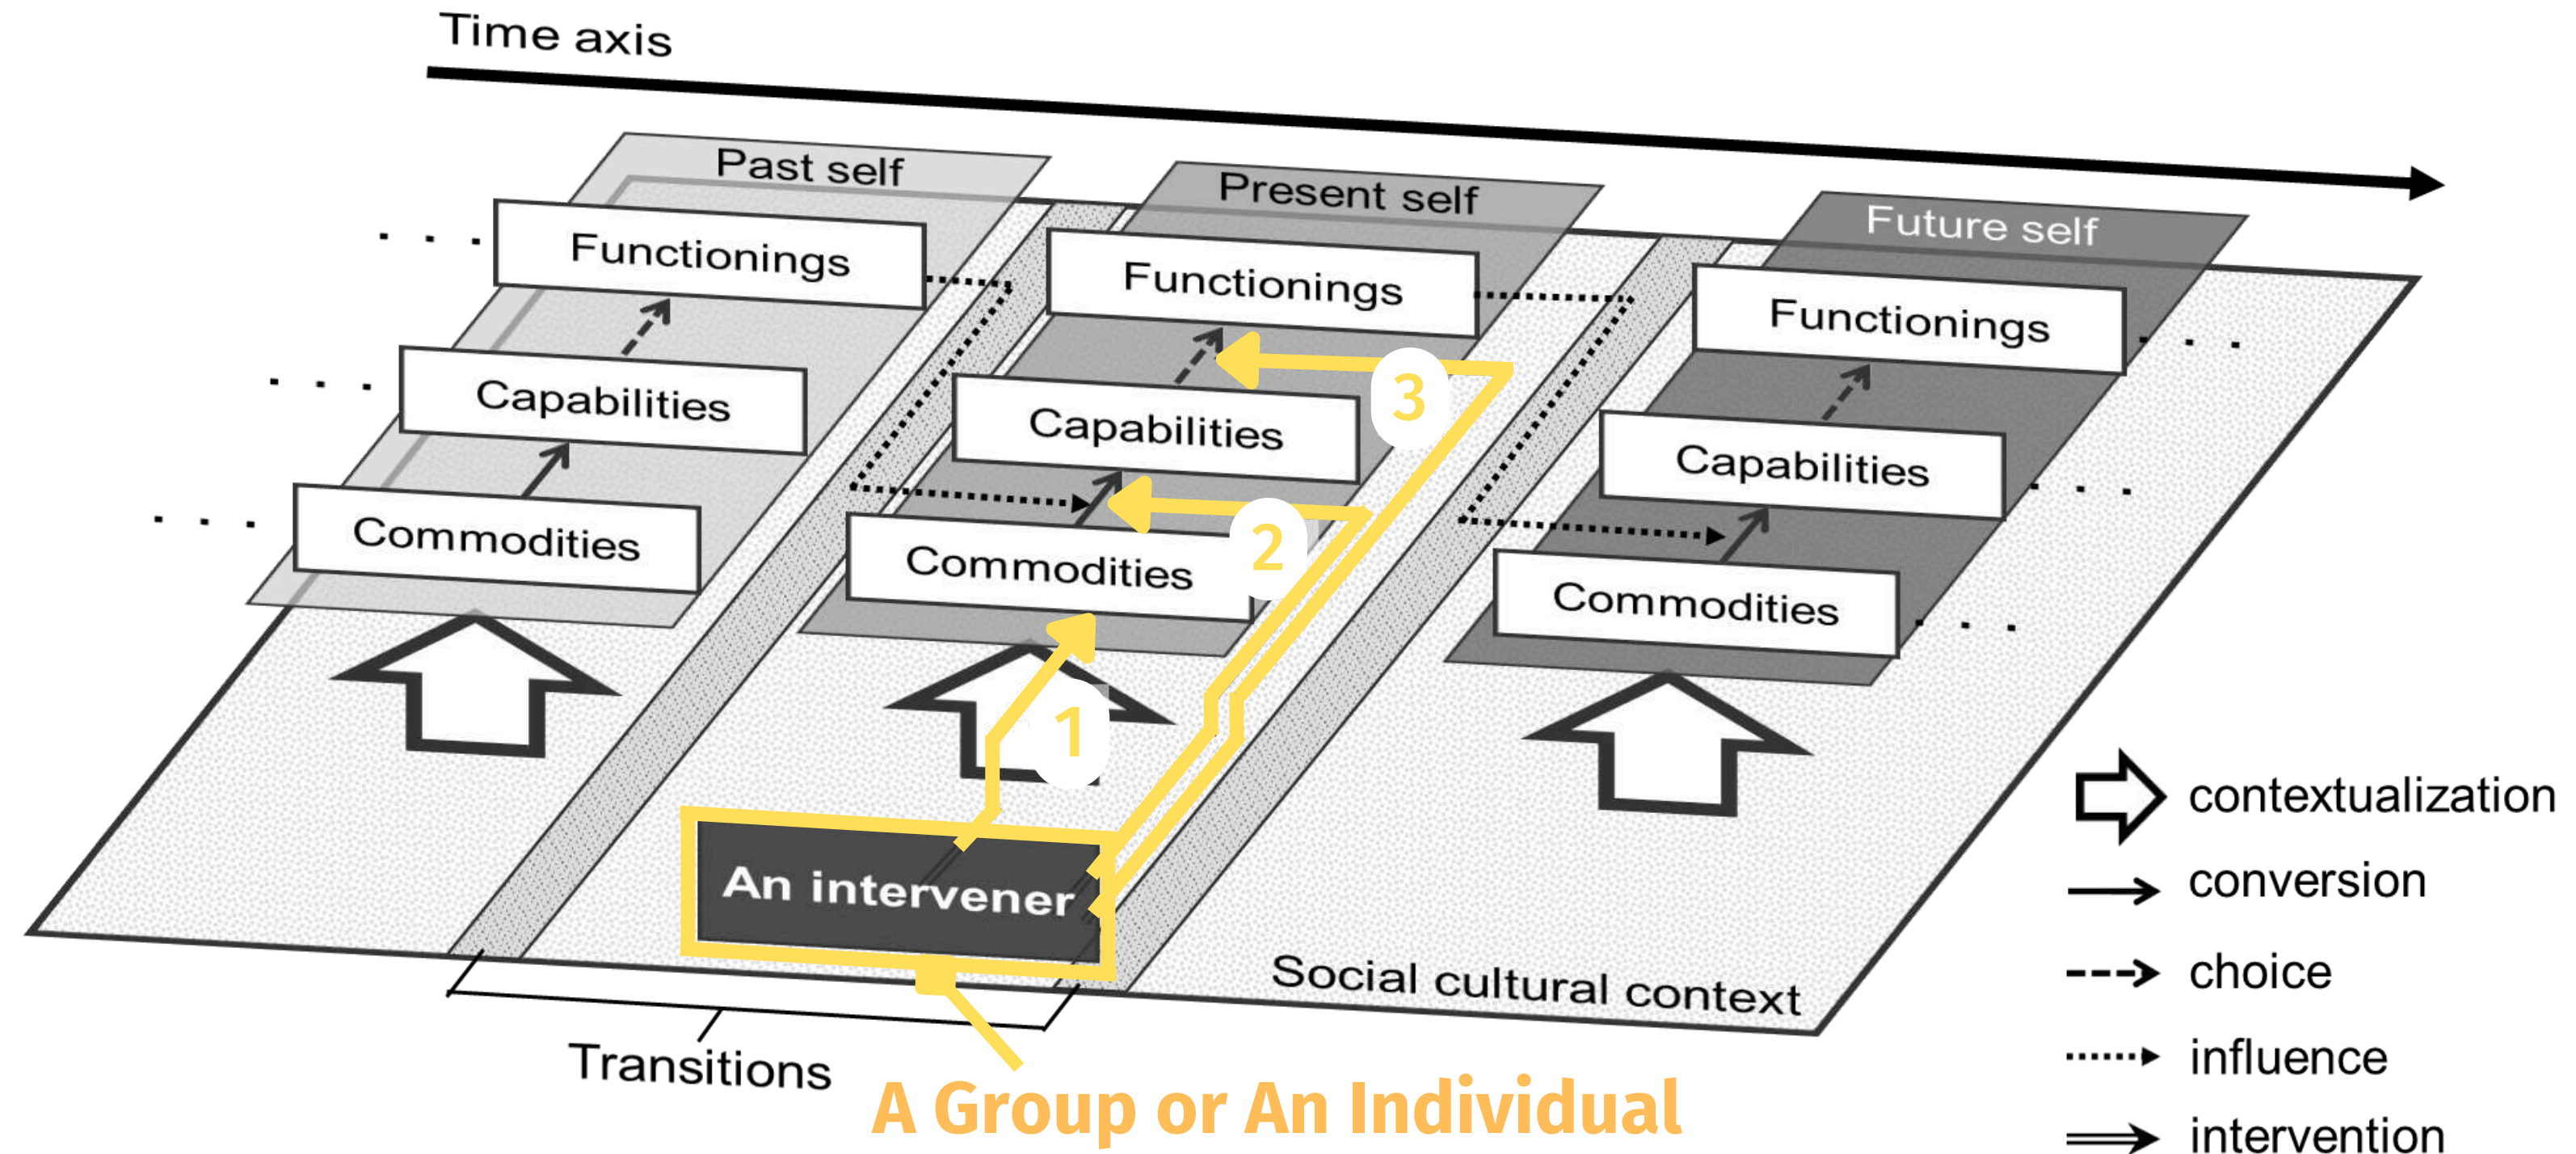 Time axis
Past self
Present self
Future self
Functionings
Functionings
Functionings
Capabilities
Capabilities
Capabilities
Commodities
Commodities
Commodities
3
2
1
An intervener
Social cultural context
Transitions
A Group or An Individual
contextualization
conversion
choice
influence
intervention